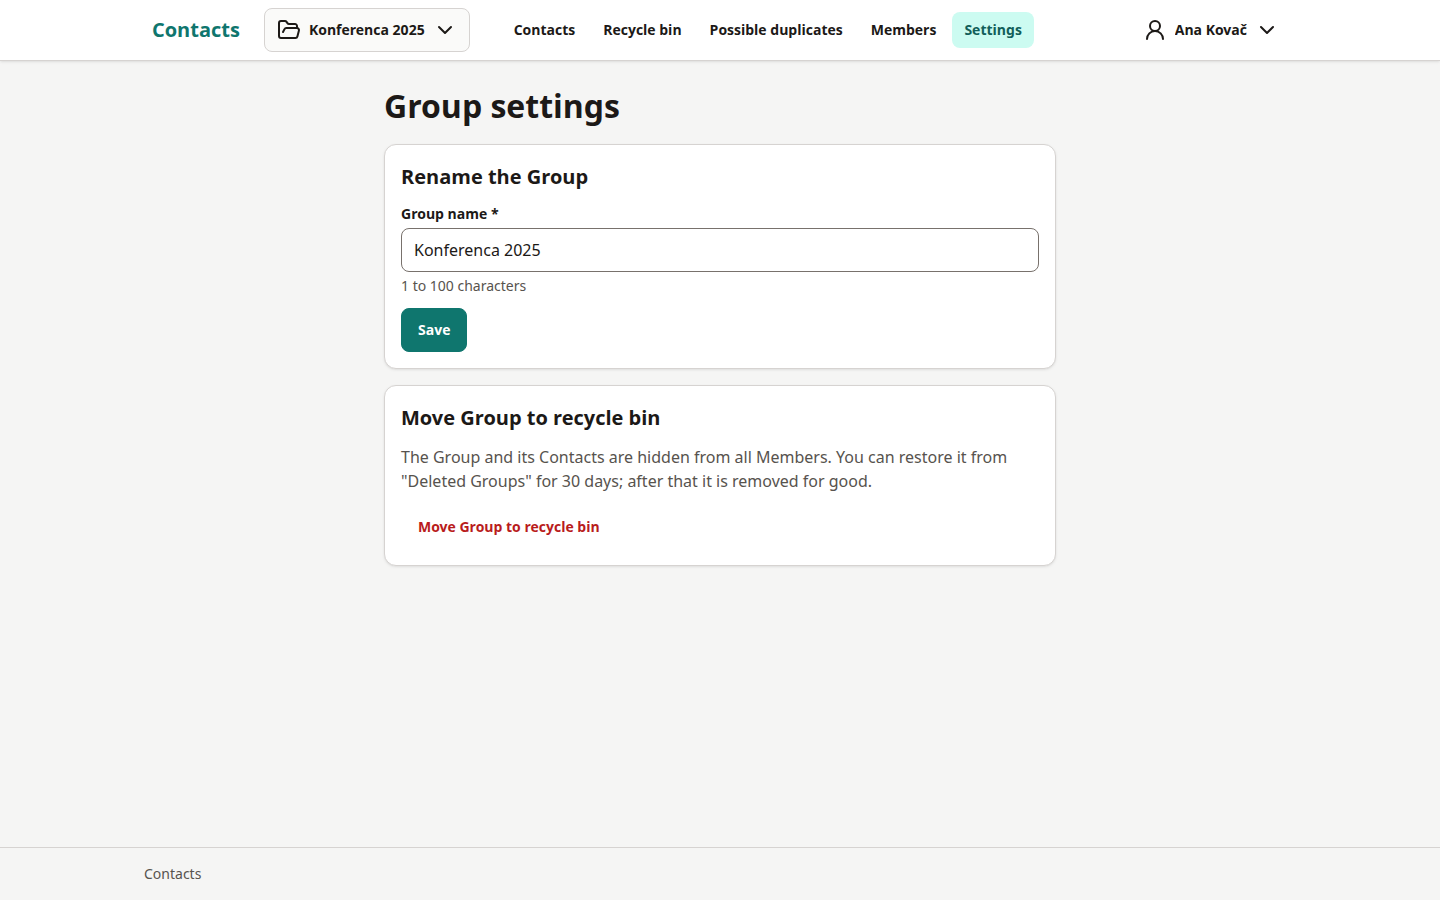 Contacts
Konferenca 2025
Contacts
Recycle bin
Possible duplicates
Members
Settings
Ana Kovač
Group settings
Rename the Group
Group name *
Konferenca 2025
1 to 100 characters
Save
Move Group to recycle bin
The Group and its Contacts are hidden from all Members. You can restore it from
"Deleted Groups" for 30 days; after that it is removed for good.
Move Group to recycle bin
Contacts